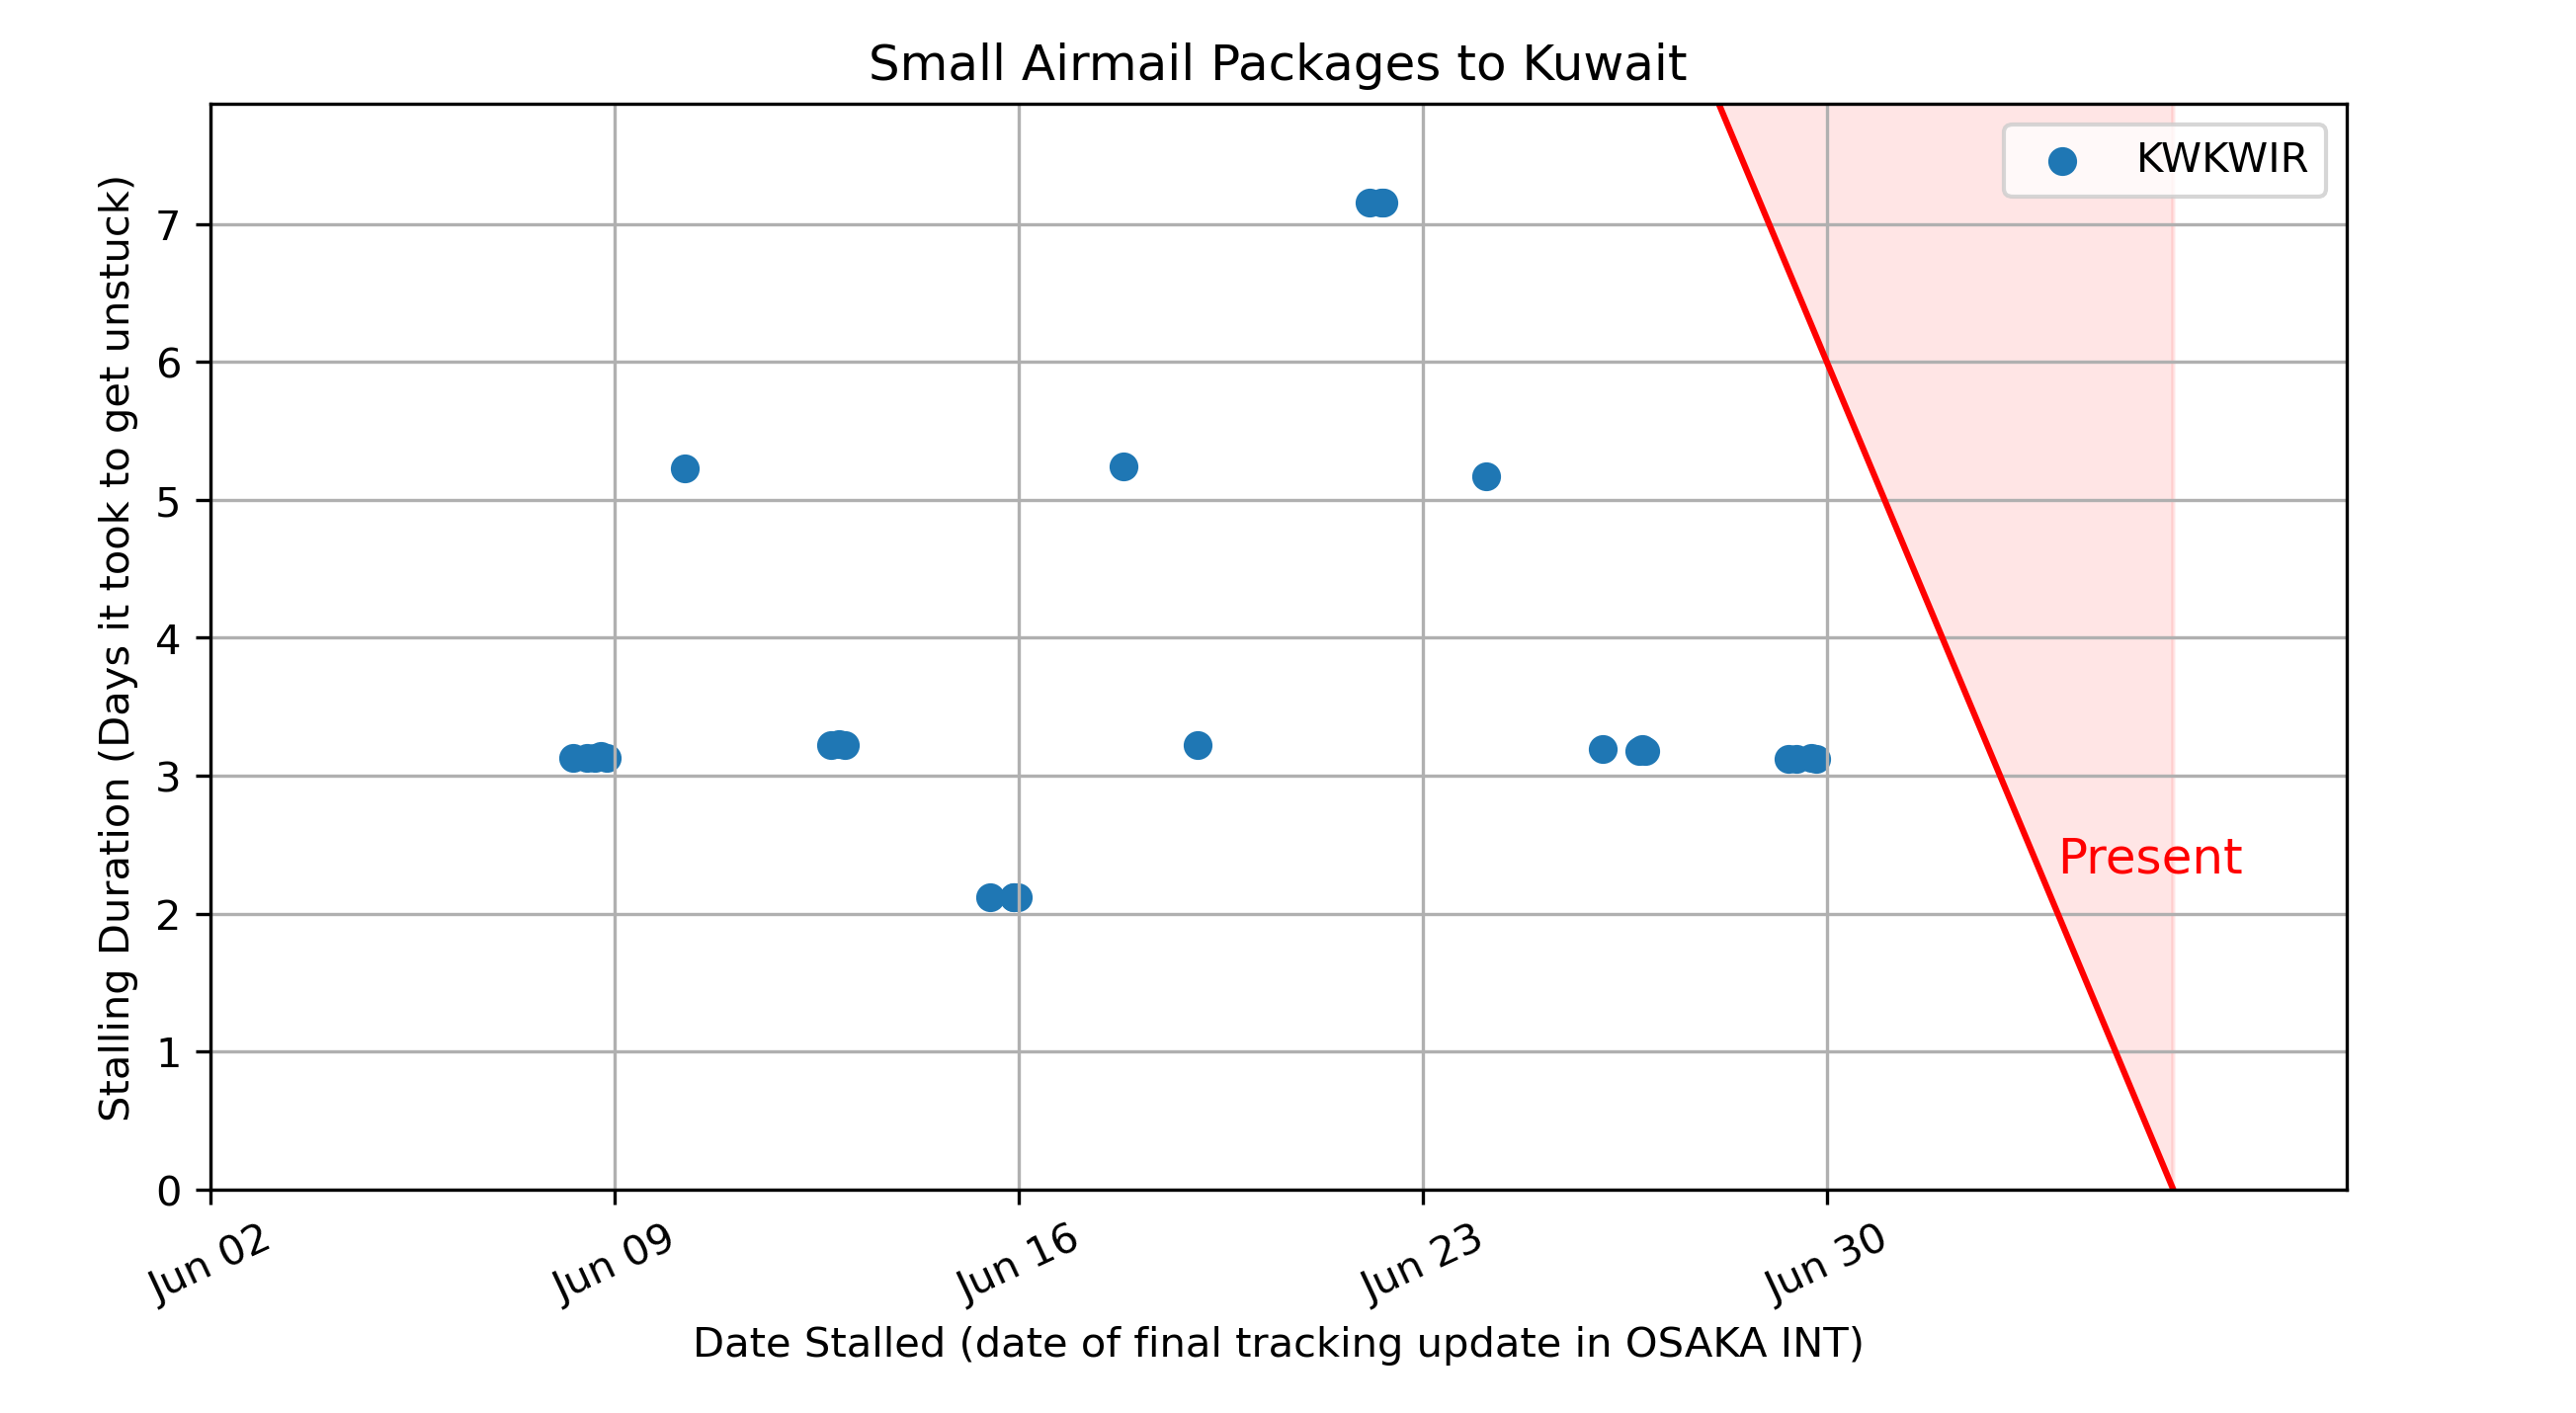 Small Airmail Packages to Kuwait
KWKWIR
Stalling Duration (Days it took to get unstuck)
7
6
5
4
3
2
1
0
Present
Jun 02
Jun 09
Jun 16
Jun 23
Jun 30
Date Stalled (date of final tracking update in OSAKA INT)